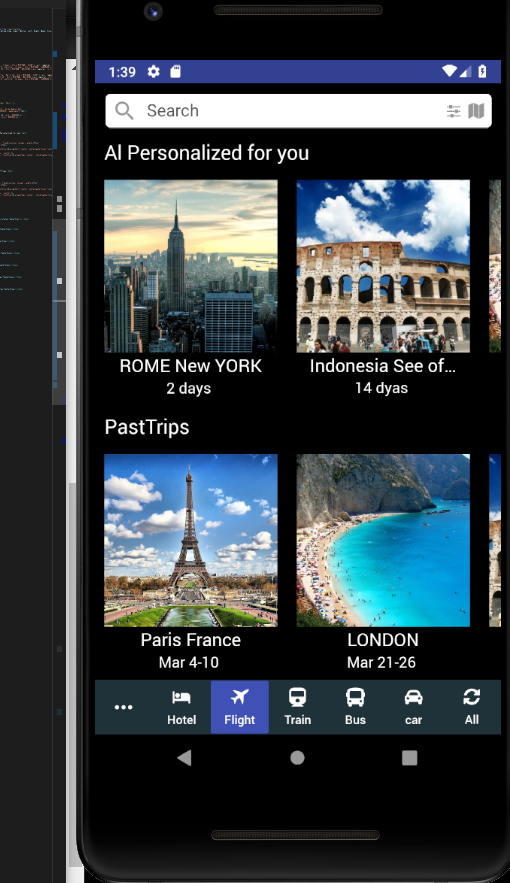 1:39
Search
Al Personalized for you
ROME New YORK
2 days
Indonesia See of...
14 dyas
PastTrips
Paris France
Mar 4-10
LONDON
Mar 21-26
Hotel
Flight
Train
Bus
car
All